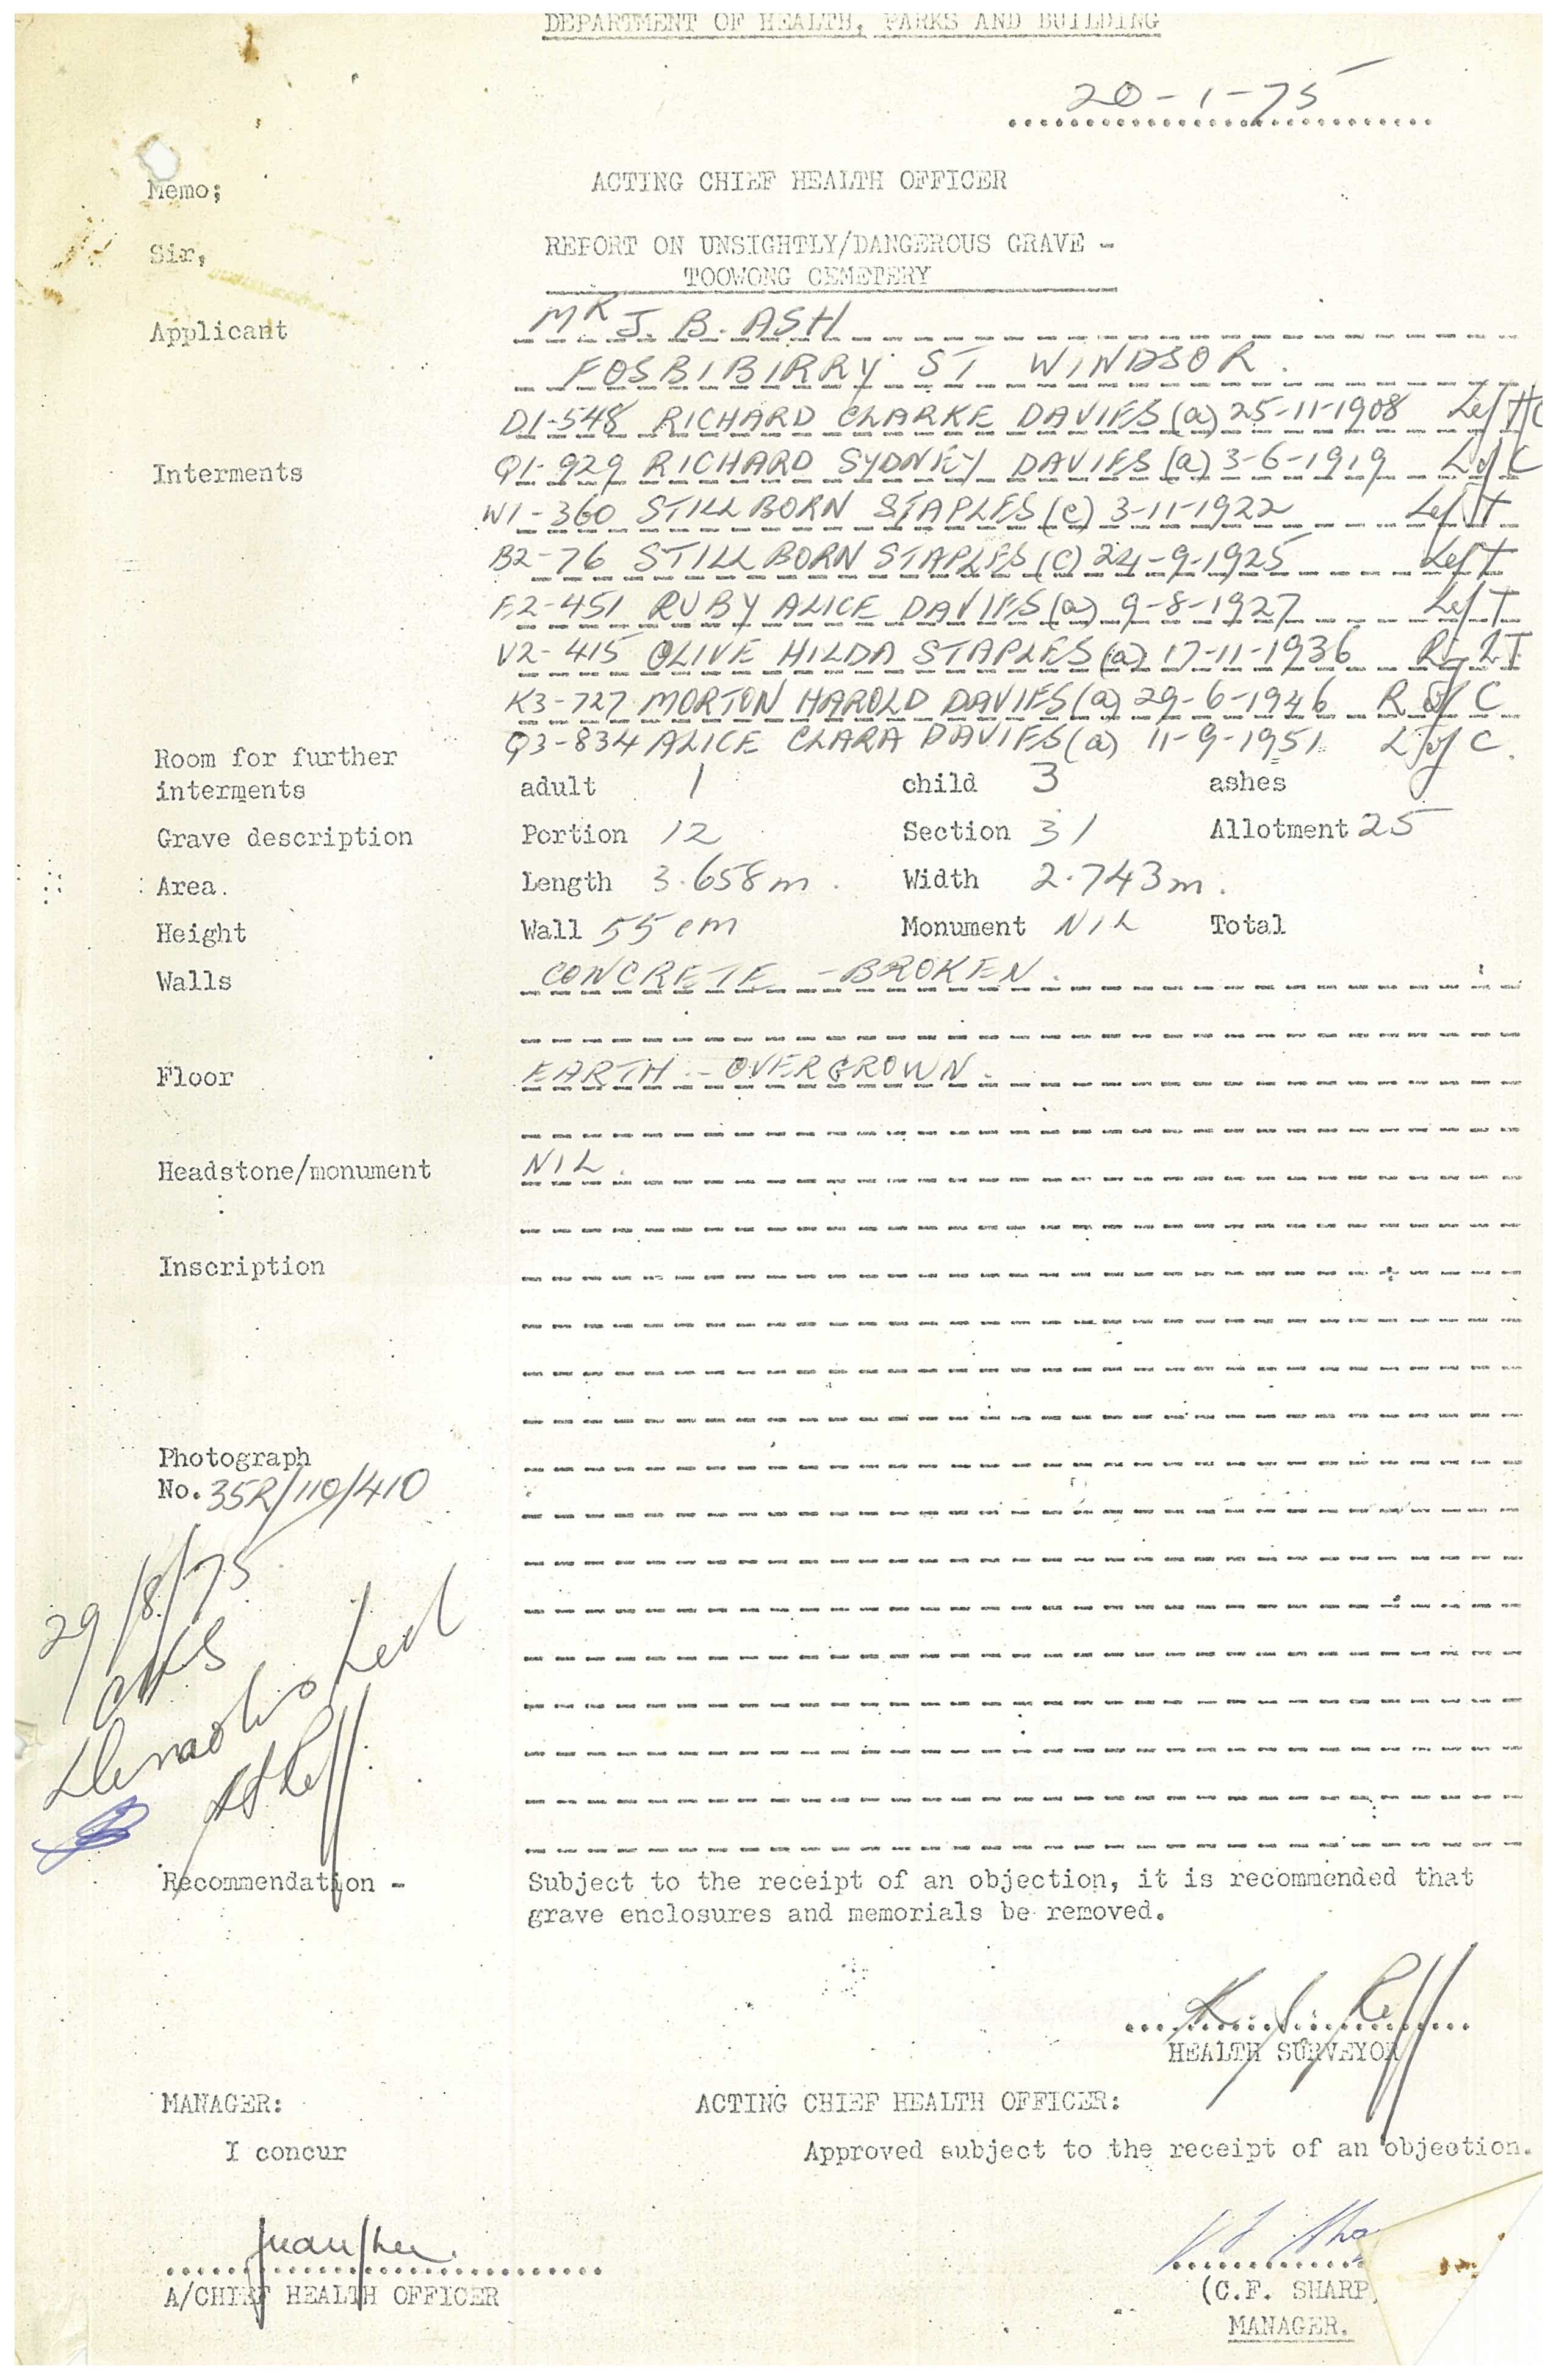 DEPARTMENT OF HEALTH, PARKS AND BUILDING
20-1-75
Memo;
ACTING CHIEF HEALTH OFFICER
Sir,
REPORT ON UNSIGHTLY/DANGEROUS GRAVE -
TOOWONG CEMETERY
Applicant
MR J. B. ASH
FOSBIBIRRY ST WINDSOR.
D1-548 RICHARD CLARKE DAVIES (a) 25-11-1908 Left
Interments
Q1-929 RICHARD SYDNEY DAVIES (a) 3-6-1919 L of C
W1-360 STILLBORN STAPLES (c) 3-11-1922 Left
B2-76 STILLBORN STAPLES (c) 24-9-1925 Left
F2-451 RUBY ALICE DAVIES (a) 9-8-1927 Left
V2-415 OLIVE HILDA STAPLES (a) 17-11-1936 Right
K3-727 MORTON HAROLD DAVIES (a) 29-6-1946 R of C
Q3-834 ALICE CLARA DAVIES (a) 11-9-1951. L of C.
Room for further
interments adult 1 child 3 ashes
Grave description Portion 12 Section 31 Allotment 25
Area. Length 3.658m. Width 2.743m.
Height Wall 55cm Monument NIL Total
Walls CONCRETE - BROKEN.
Floor EARTH - OVERGROWN.
Headstone/monument NIL.
Inscription
Photograph
No. 35R/110/410
29/8/75
CHS
Demolished
Recommendation - Subject to the receipt of an objection, it is recommended that
grave enclosures and memorials be removed.
HEALTH SURVEYOR
MANAGER: ACTING CHIEF HEALTH OFFICER:
I concur Approved subject to the receipt of an objection.
A/CHIEF HEALTH OFFICER
(C.F. SHARP
MANAGER.